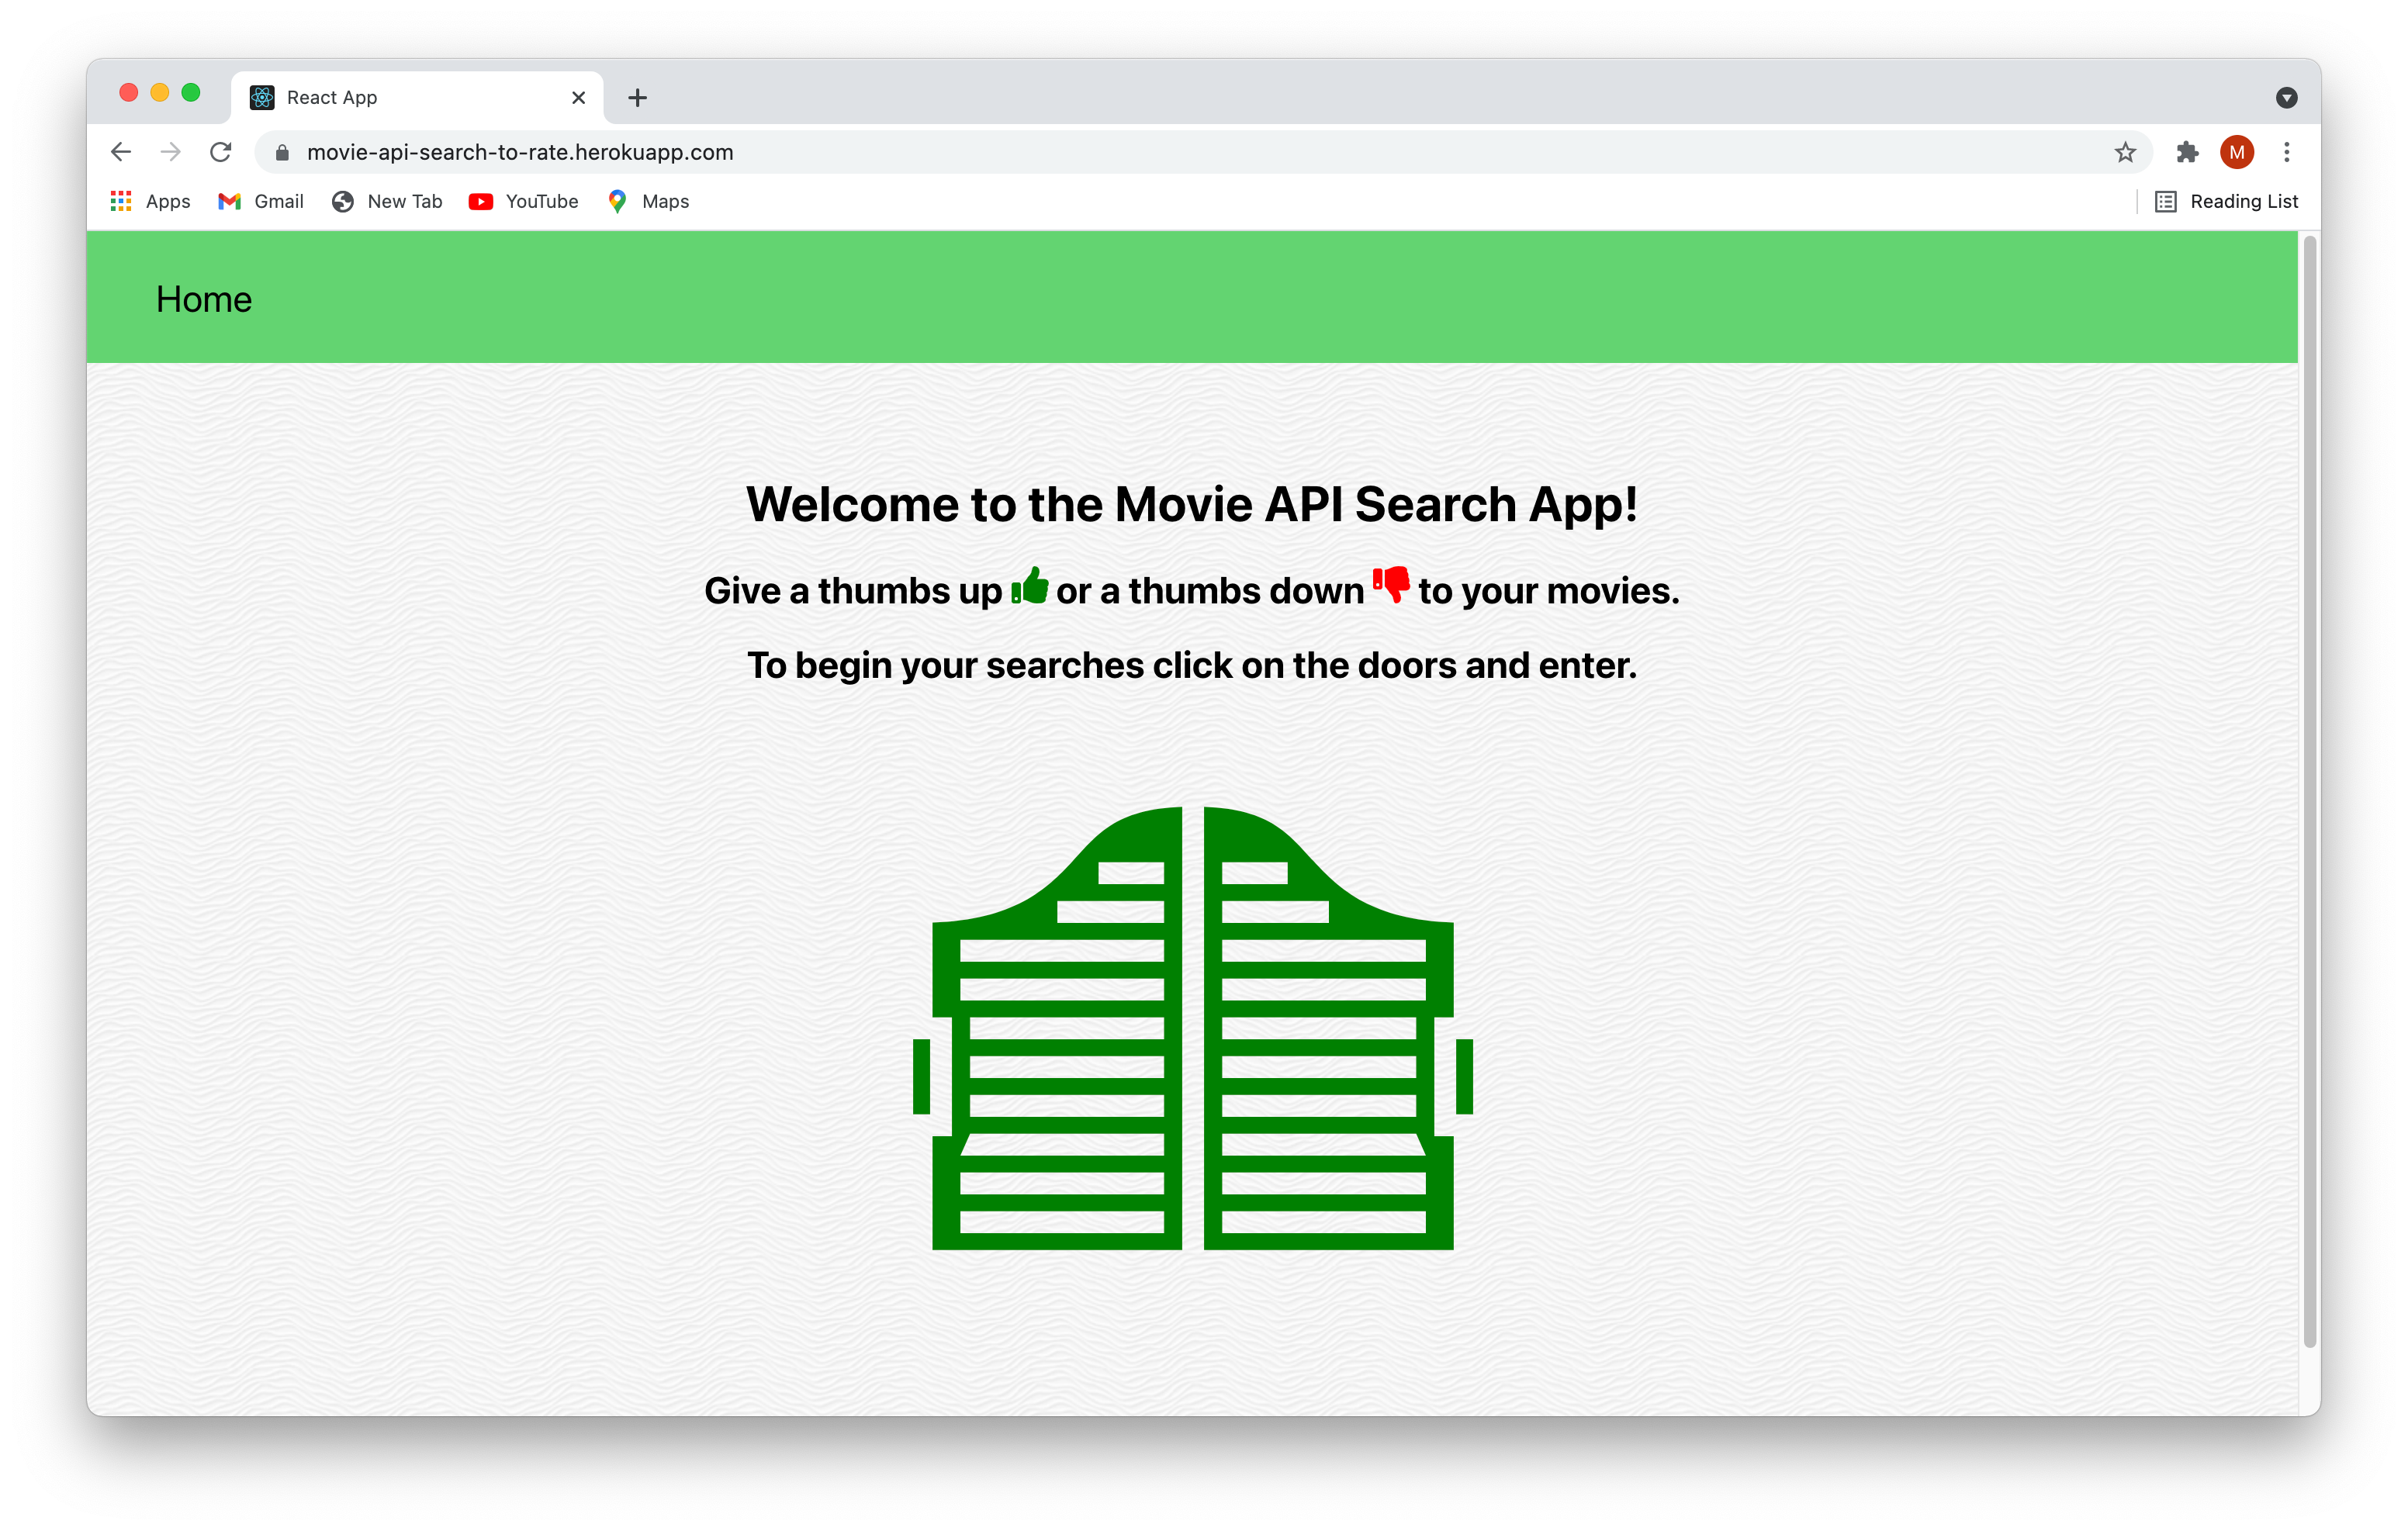 React App
movie-api-search-to-rate.herokuapp.com
M
Apps Gmail New Tab YouTube Maps Reading List
Home
Welcome to the Movie API Search App!
Give a thumbs up or a thumbs down to your movies.
To begin your searches click on the doors and enter.